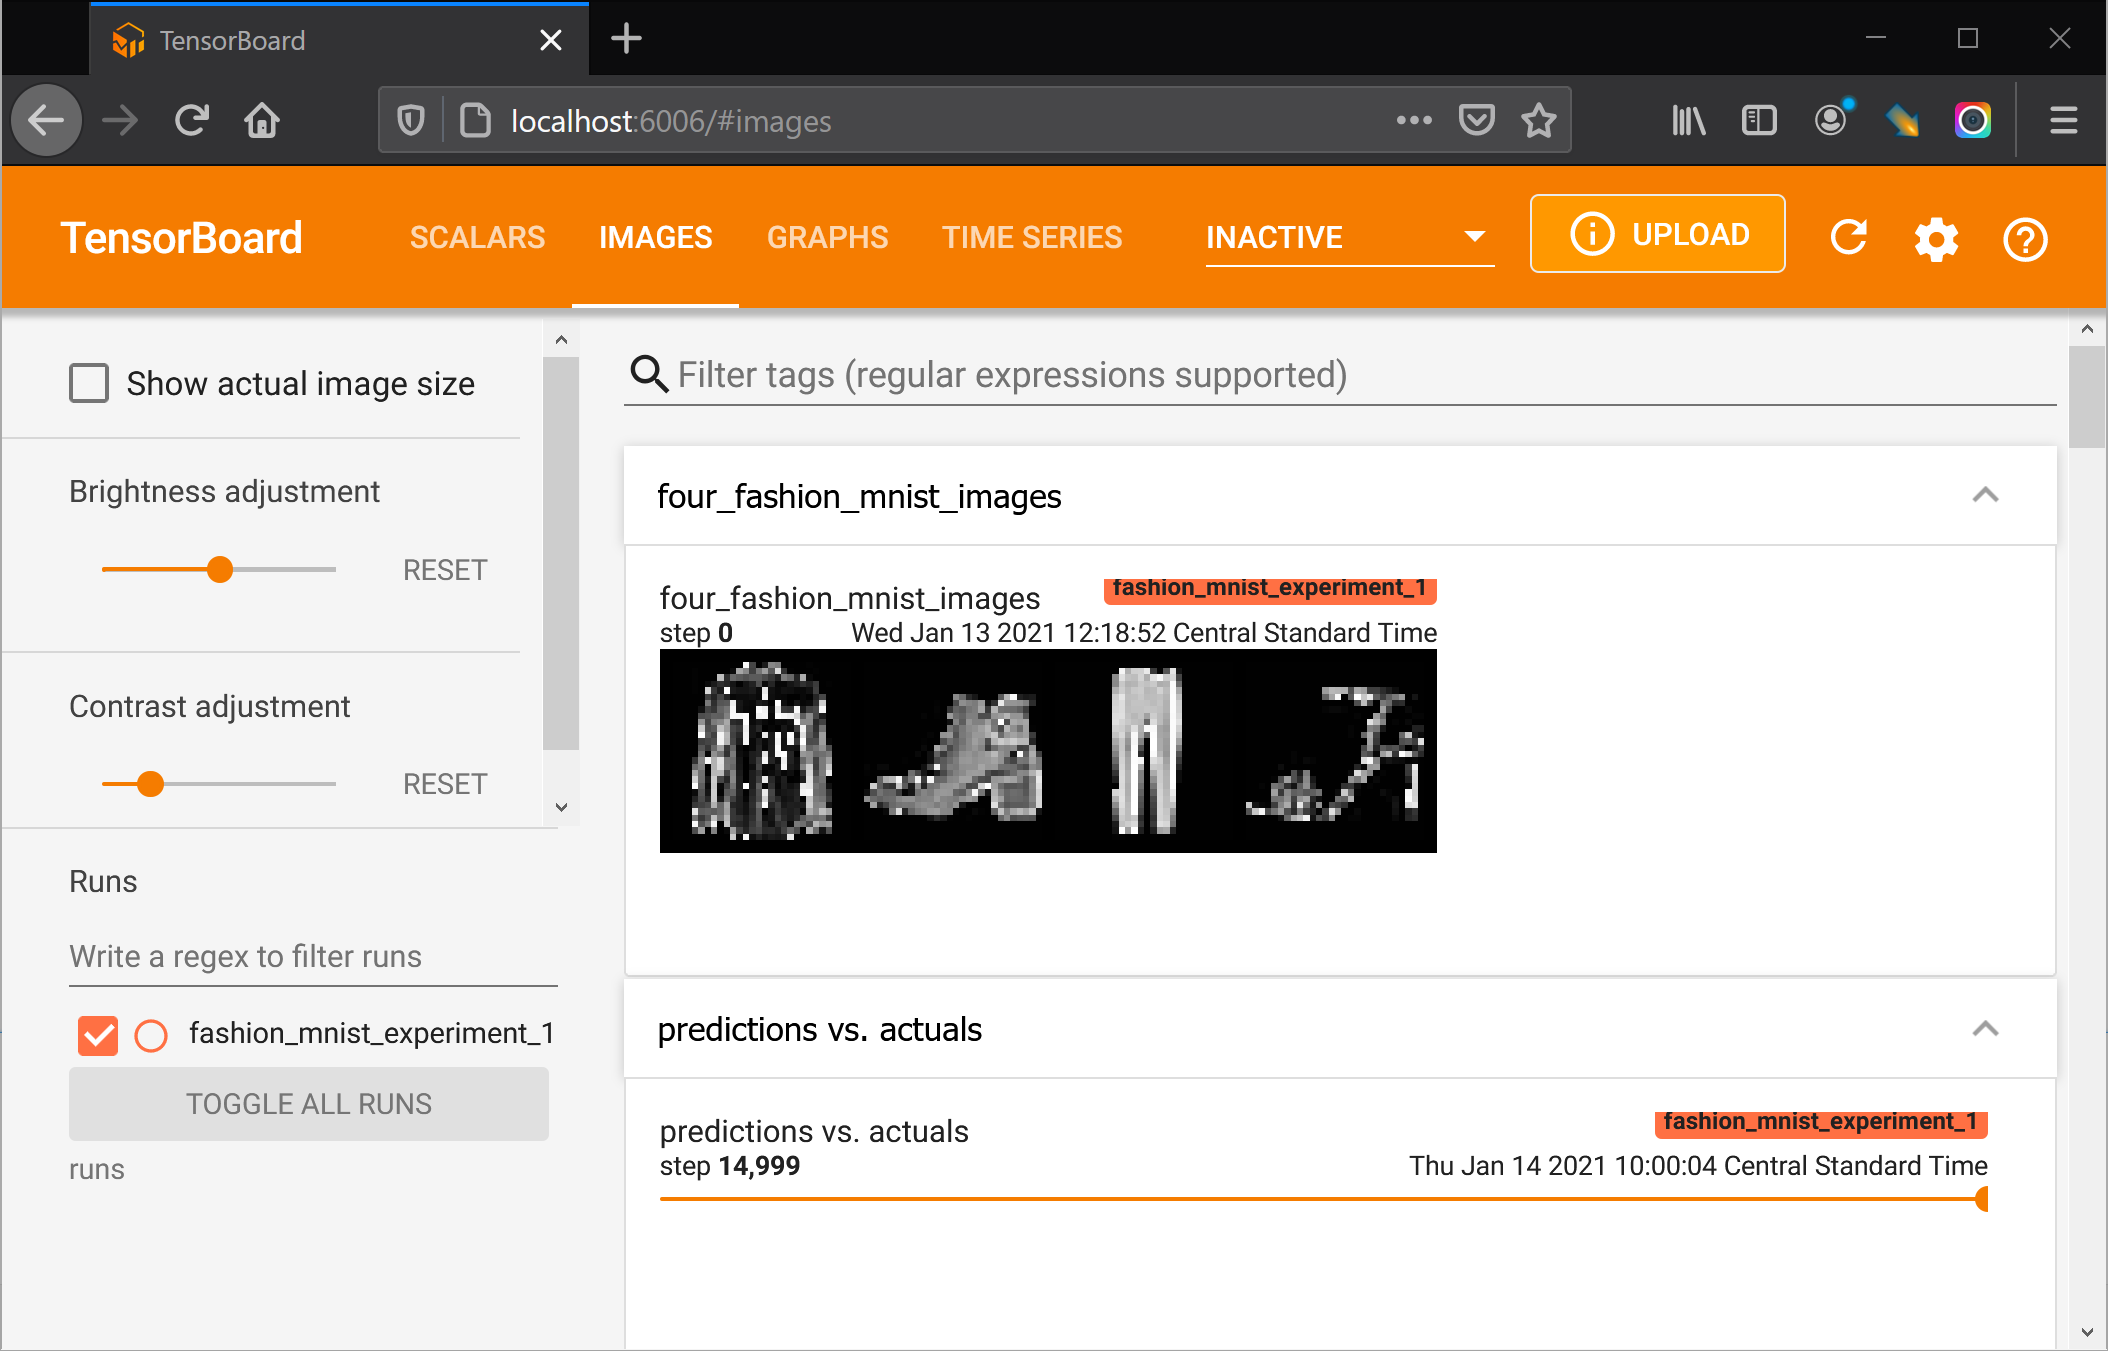 TensorBoard
localhost:6006/#images
TensorBoard SCALARS IMAGES GRAPHS TIME SERIES INACTIVE UPLOAD
Show actual image size
Brightness adjustment
RESET
Contrast adjustment
RESET
Runs
Write a regex to filter runs
fashion_mnist_experiment_1
TOGGLE ALL RUNS
runs
Filter tags (regular expressions supported)
four_fashion_mnist_images
four_fashion_mnist_images fashion_mnist_experiment_1
step 0 Wed Jan 13 2021 12:18:52 Central Standard Time
predictions vs. actuals
predictions vs. actuals fashion_mnist_experiment_1
step 14,999 Thu Jan 14 2021 10:00:04 Central Standard Time